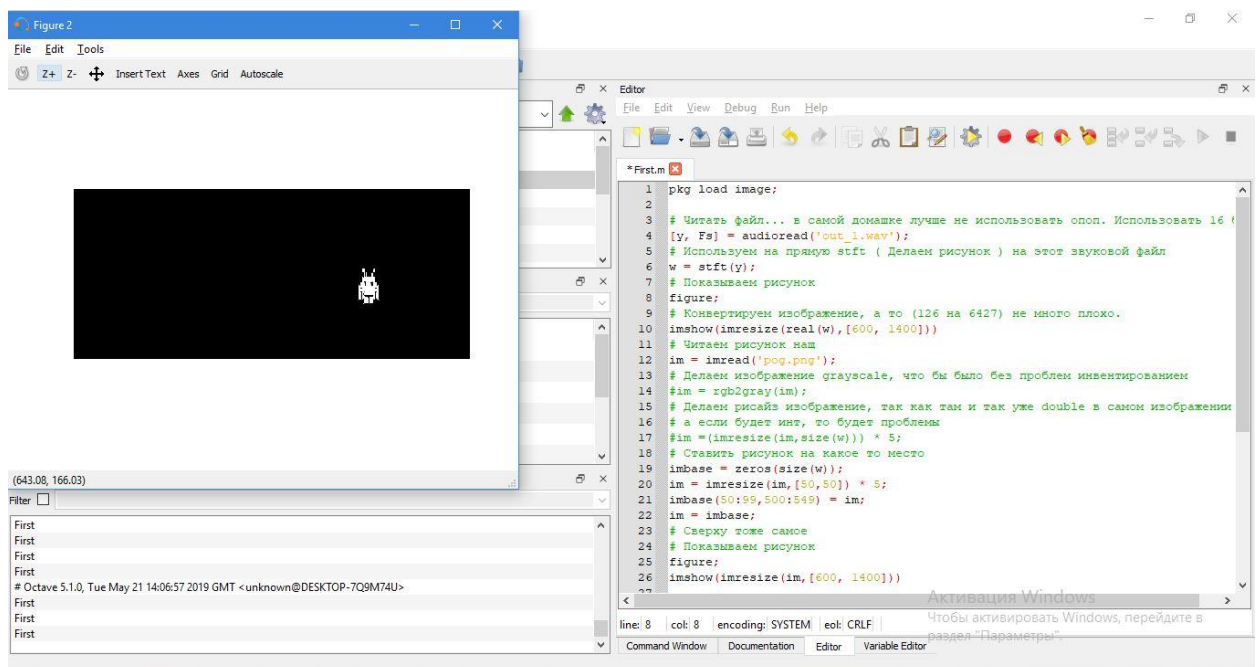 Figure 2
File Edit Tools
Z+ Z- Insert Text Axes Grid Autoscale
(643.08, 166.03)
Filter
First
First
First
First
# Octave 5.1.0, Tue May 21 14:06:57 2019 GMT <unknown@DESKTOP-7Q9M74U>
First
First
First
Editor
File Edit View Debug Run Help
*First.m
1 pkg load image;
2
3 # Читать файл... в самой домашке лучше не использовать опоп. Использовать 16
4 [y, Fs] = audioread('out_1.wav');
5 # Используем на прямую stft ( Делаем рисунок ) на этот звуковой файл
6 w = stft(y);
7 # Показываем рисунок
8 figure;
9 # Конвертируем изображение, а то (126 на 6427) не много плохо.
10 imshow(imresize(real(w),[600, 1400]))
11 # Читаем рисунок наш
12 im = imread('pog.png');
13 # Делаем изображение grayscale, что бы было без проблем инвентированием
14 #im = rgb2gray(im);
15 # Делаем рисайз изображение, так как там и так уже double в самом изображении
16 # а если будет инт, то будет проблемы
17 #im =(imresize(im,size(w))) * 5;
18 # Ставить рисунок на какое то место
19 imbase = zeros(size(w));
20 im = imresize(im,[50,50]) * 5;
21 imbase(50:99,500:549) = im;
22 im = imbase;
23 # Сверху тоже самое
24 # Показываем рисунок
25 figure;
26 imshow(imresize(im,[600, 1400]))
27
Активация Windows
Чтобы активировать Windows, перейдите в
раздел "Параметры".
line: 8 col: 8 encoding: SYSTEM eol: CRLF
Command Window Documentation Editor Variable Editor